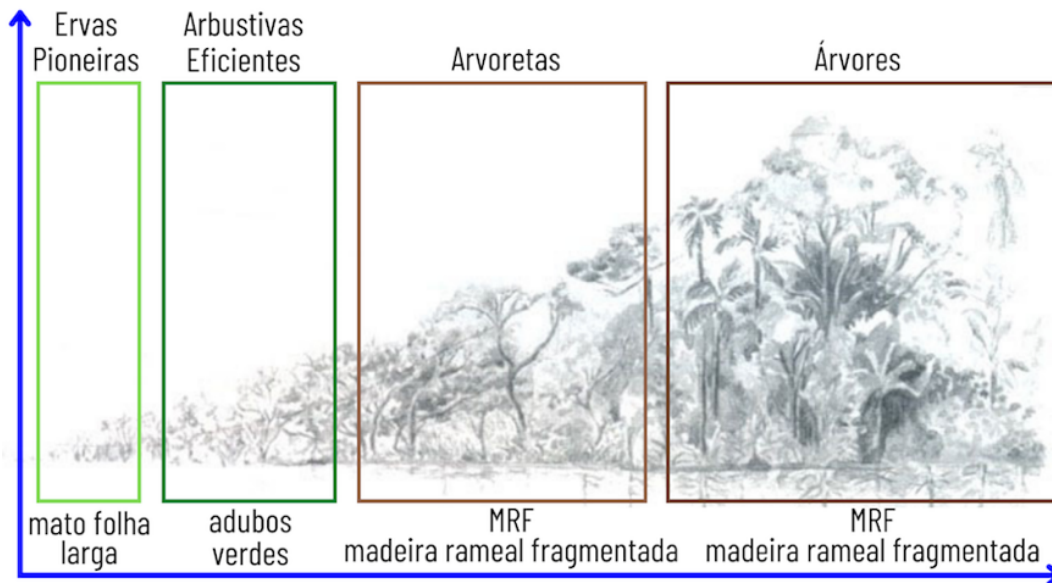 Ervas
Pioneiras
Arbustivas
Eficientes
Arvoretas
Árvores
mato folha
larga
adubos
verdes
MRF
madeira rameal fragmentada
MRF
madeira rameal fragmentada